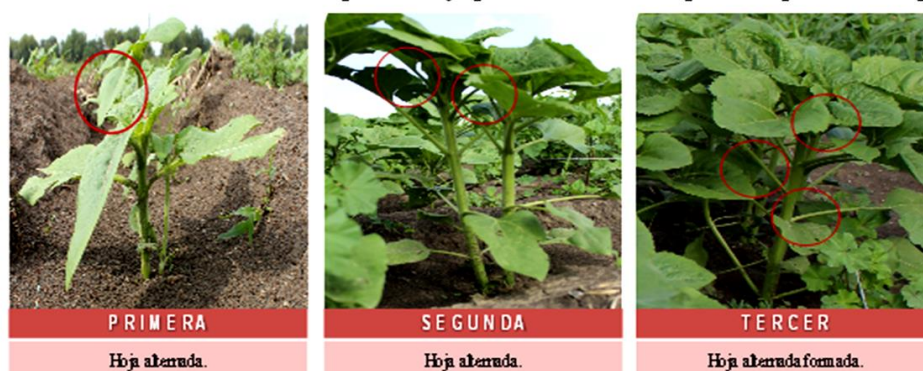 PRIMERA
Hoja alternada.
SEGUNDA
Hoja alternada.
TERCER
Hoja alternada formada.